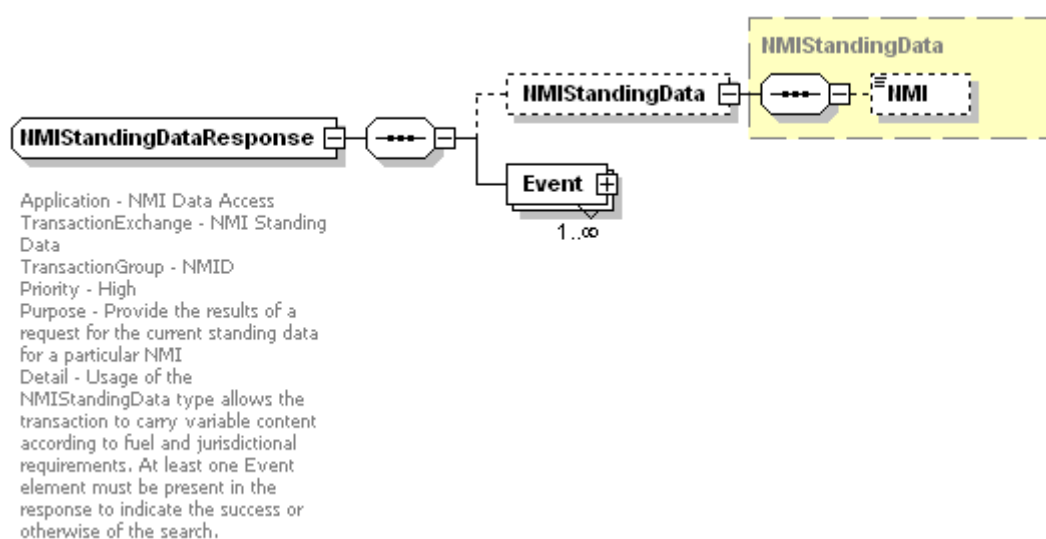 NMIStandingData
NMIStandingData
NMI
NMIStandingDataResponse
Event
1..∞
Application - NMI Data Access
TransactionExchange - NMI Standing
Data
TransactionGroup - NMID
Priority - High
Purpose - Provide the results of a
request for the current standing data
for a particular NMI
Detail - Usage of the
NMIStandingData type allows the
transaction to carry variable content
according to fuel and jurisdictional
requirements. At least one Event
element must be present in the
response to indicate the success or
otherwise of the search.